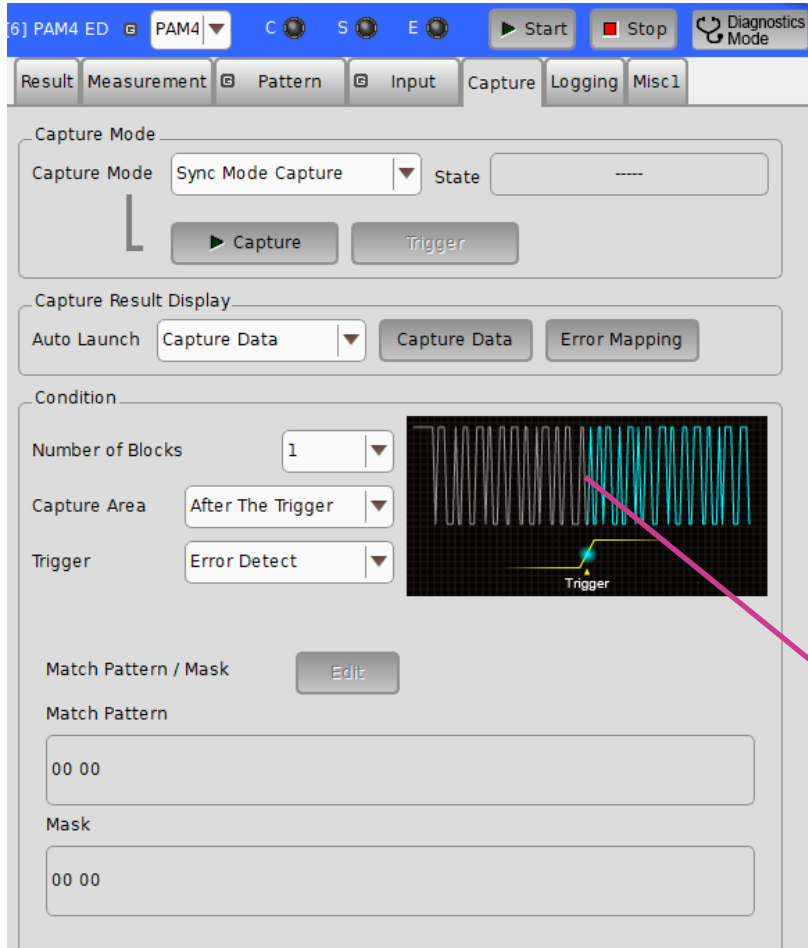 [6] PAM4 ED G PAM4 C S E Start Stop Diagnostics Mode
Result Measurement G Pattern G Input Capture Logging Misc1
Capture Mode
Capture Mode Sync Mode Capture State -----
Capture Trigger
Capture Result Display
Auto Launch Capture Data Capture Data Error Mapping
Condition
Number of Blocks 1
Capture Area After The Trigger
Trigger Error Detect
Trigger
Match Pattern / Mask Edit
Match Pattern
00 00
Mask
00 00